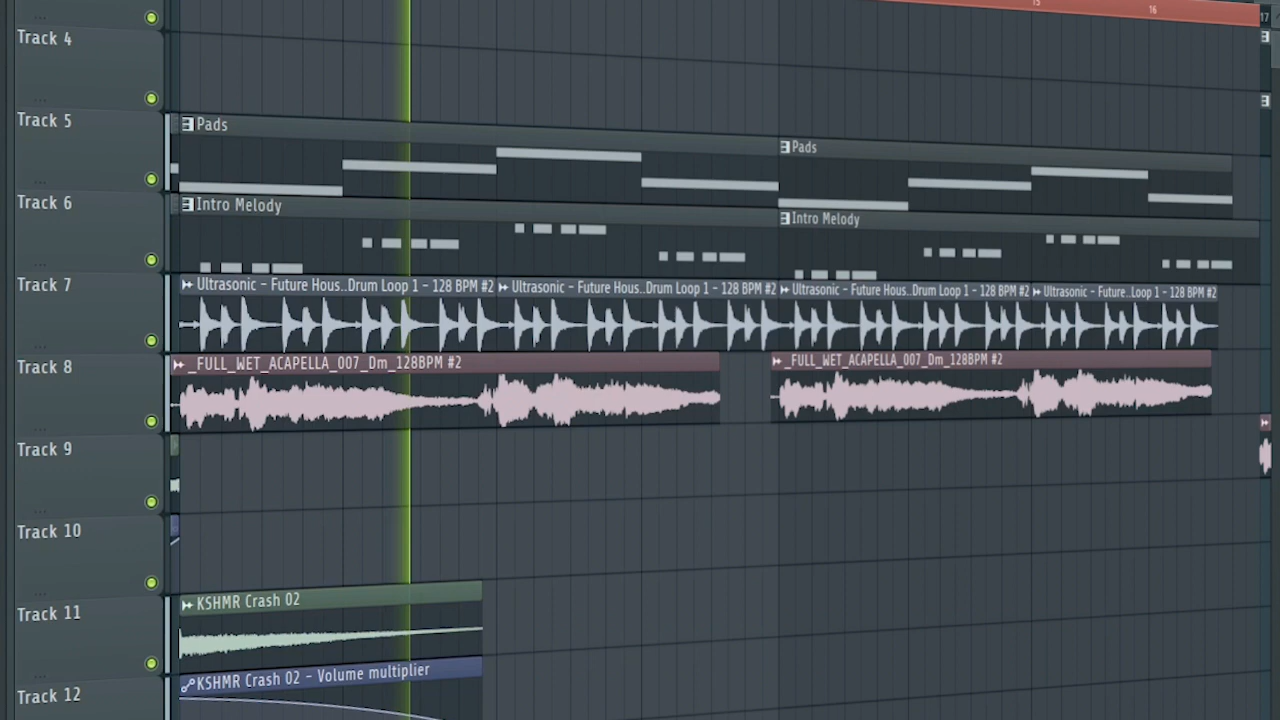 15
16
17
Track 4
Track 5
Pads
Pads
Track 6
Intro Melody
Intro Melody
Track 7
Ultrasonic - Future Hous..Drum Loop 1 - 128 BPM #2
Ultrasonic - Future Hous..Drum Loop 1 - 128 BPM #2
Ultrasonic - Future Hous..Drum Loop 1 - 128 BPM #2
Ultrasonic - Future..Loop 1 - 128 BPM #2
Track 8
_FULL_WET_ACAPELLA_007_Dm_128BPM #2
_FULL_WET_ACAPELLA_007_Dm_128BPM #2
Track 9
Track 10
Track 11
KSHMR Crash 02
Track 12
KSHMR Crash 02 - Volume multiplier